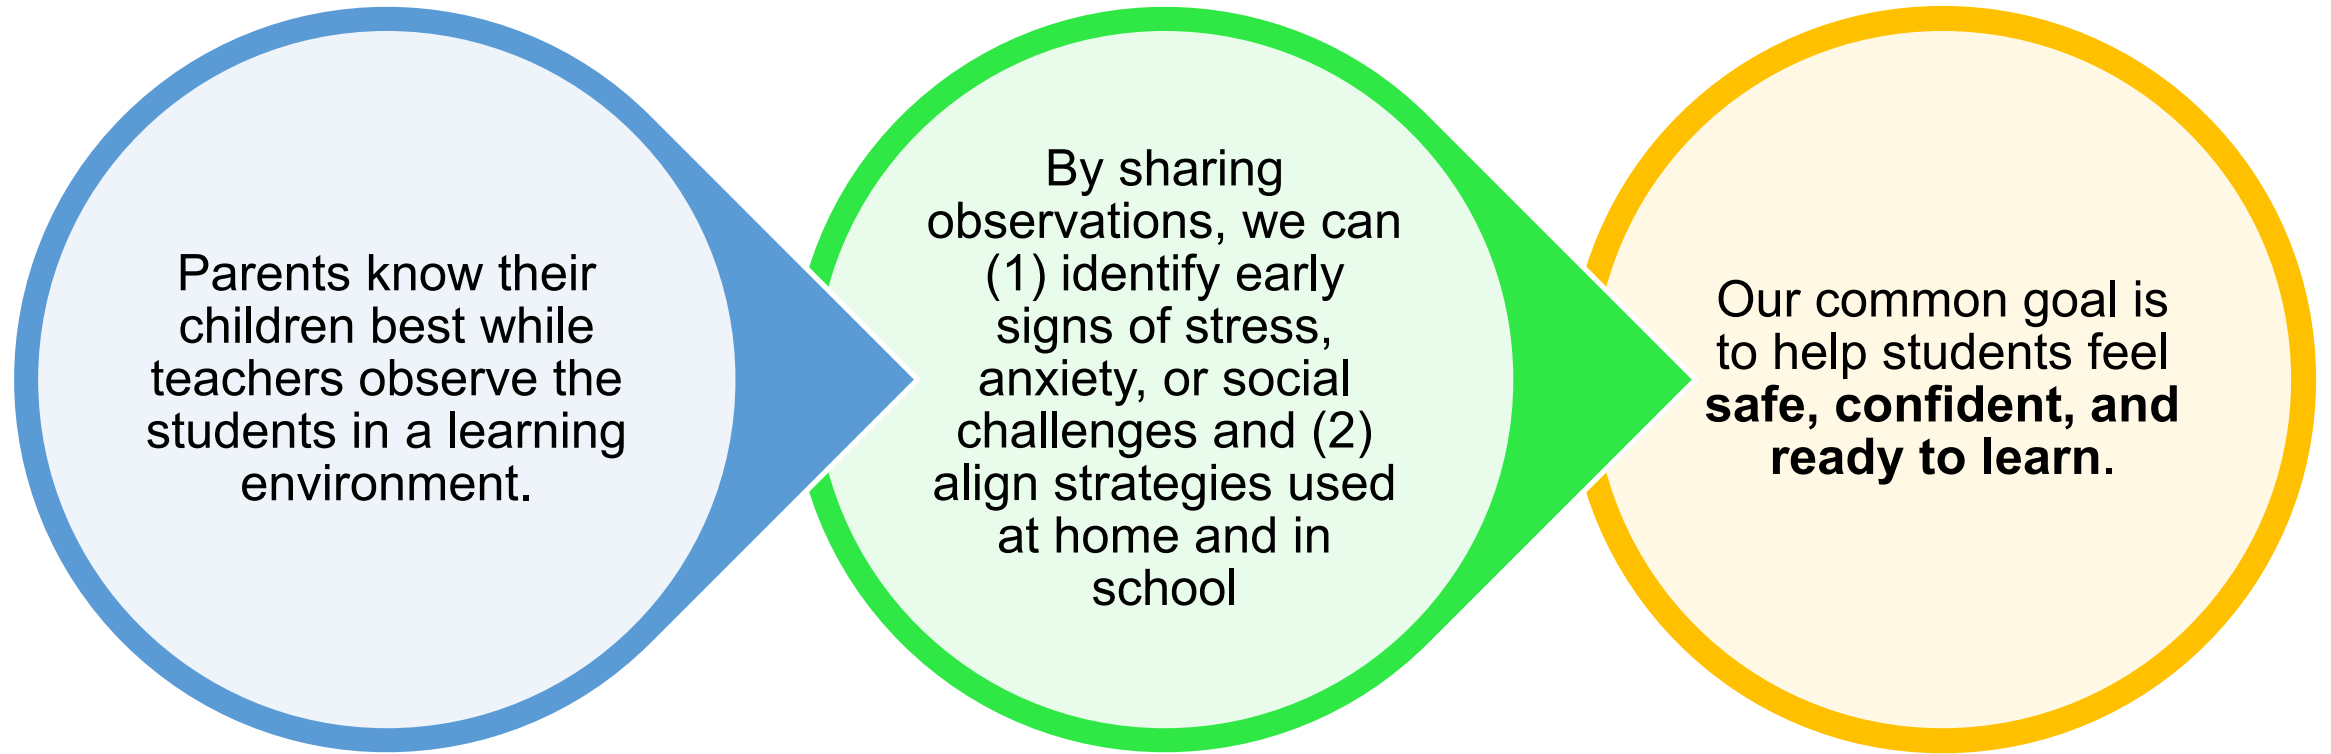 Parents know their
children best while
teachers observe the
students in a learning
environment.
By sharing
observations, we can
(1) identify early
signs of stress,
anxiety, or social
challenges and (2)
align strategies used
at home and in
school
Our common goal is
to help students feel
safe, confident, and
ready to learn.